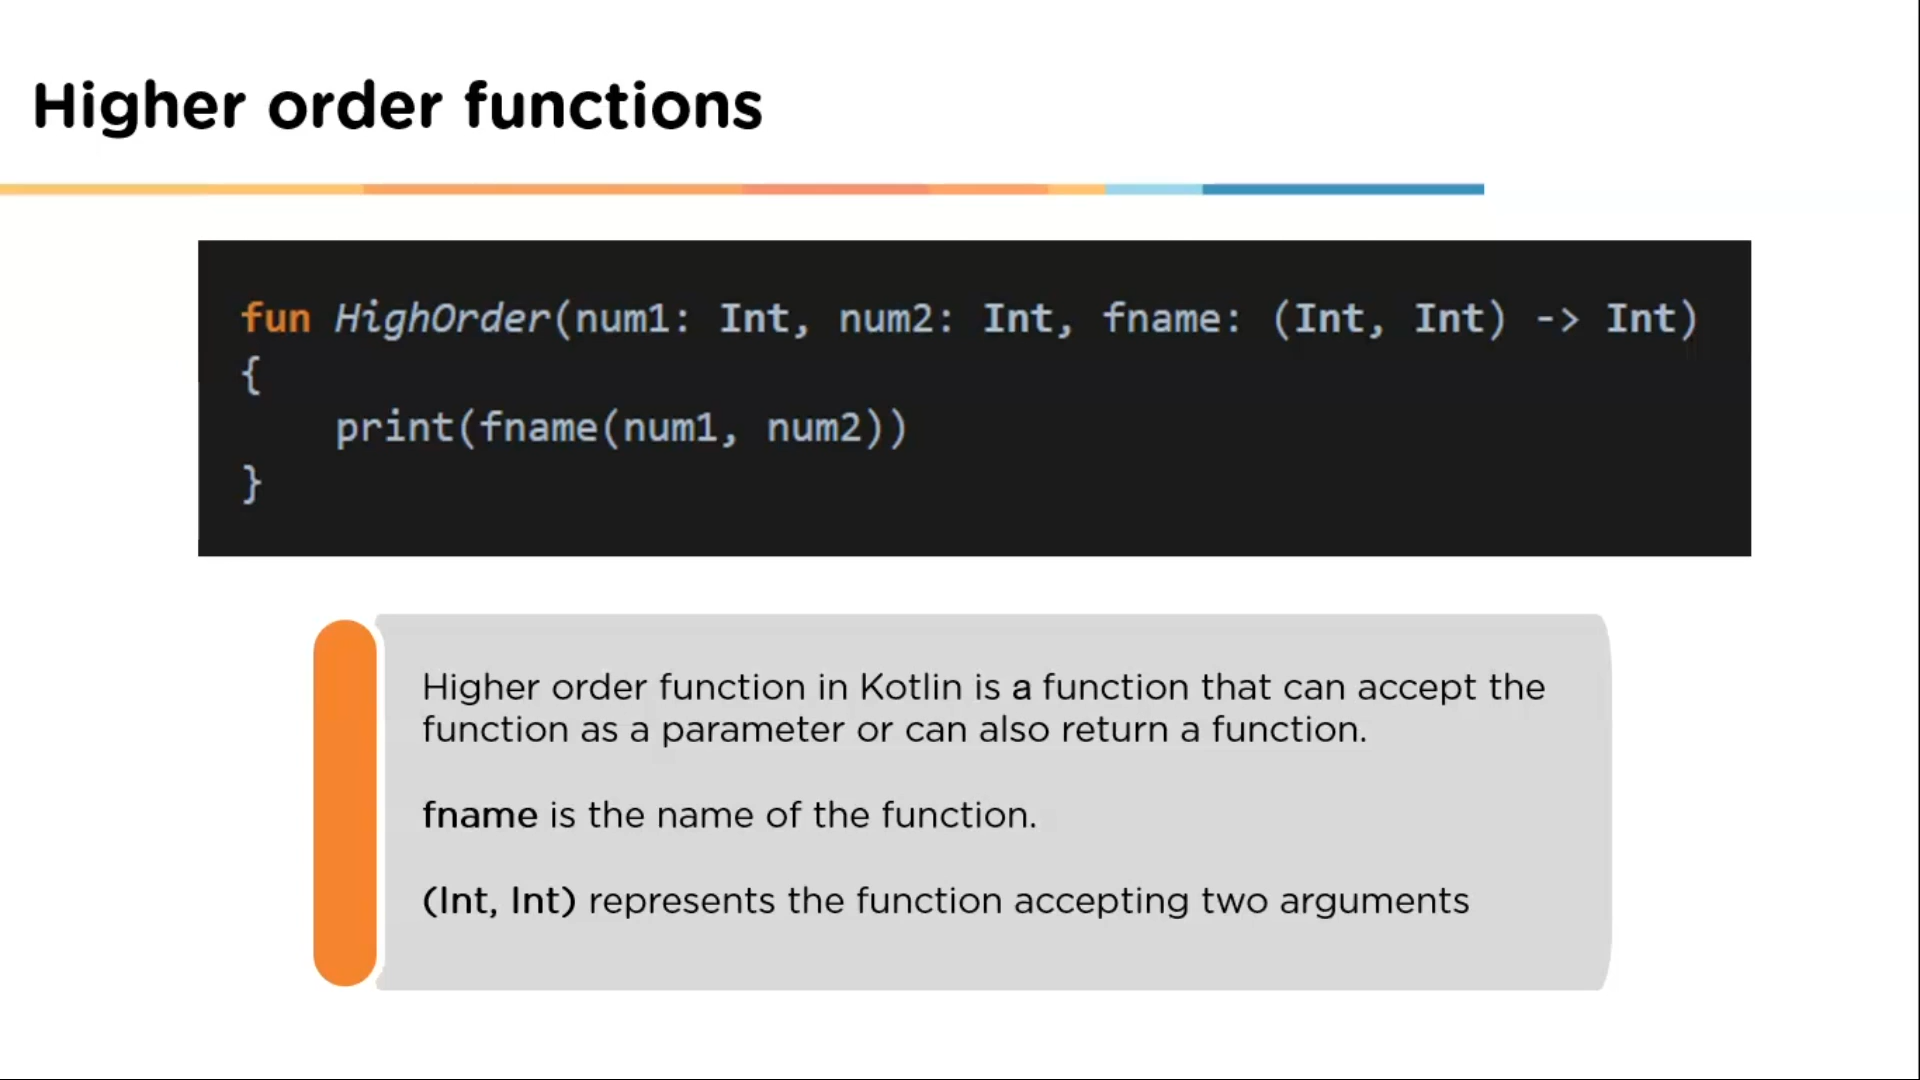 Higher order functions
fun HighOrder(num1: Int, num2: Int, fname: (Int, Int) -> Int)
{
    print(fname(num1, num2))
}
Higher order function in Kotlin is a function that can accept the
function as a parameter or can also return a function.
fname is the name of the function.
(Int, Int) represents the function accepting two arguments